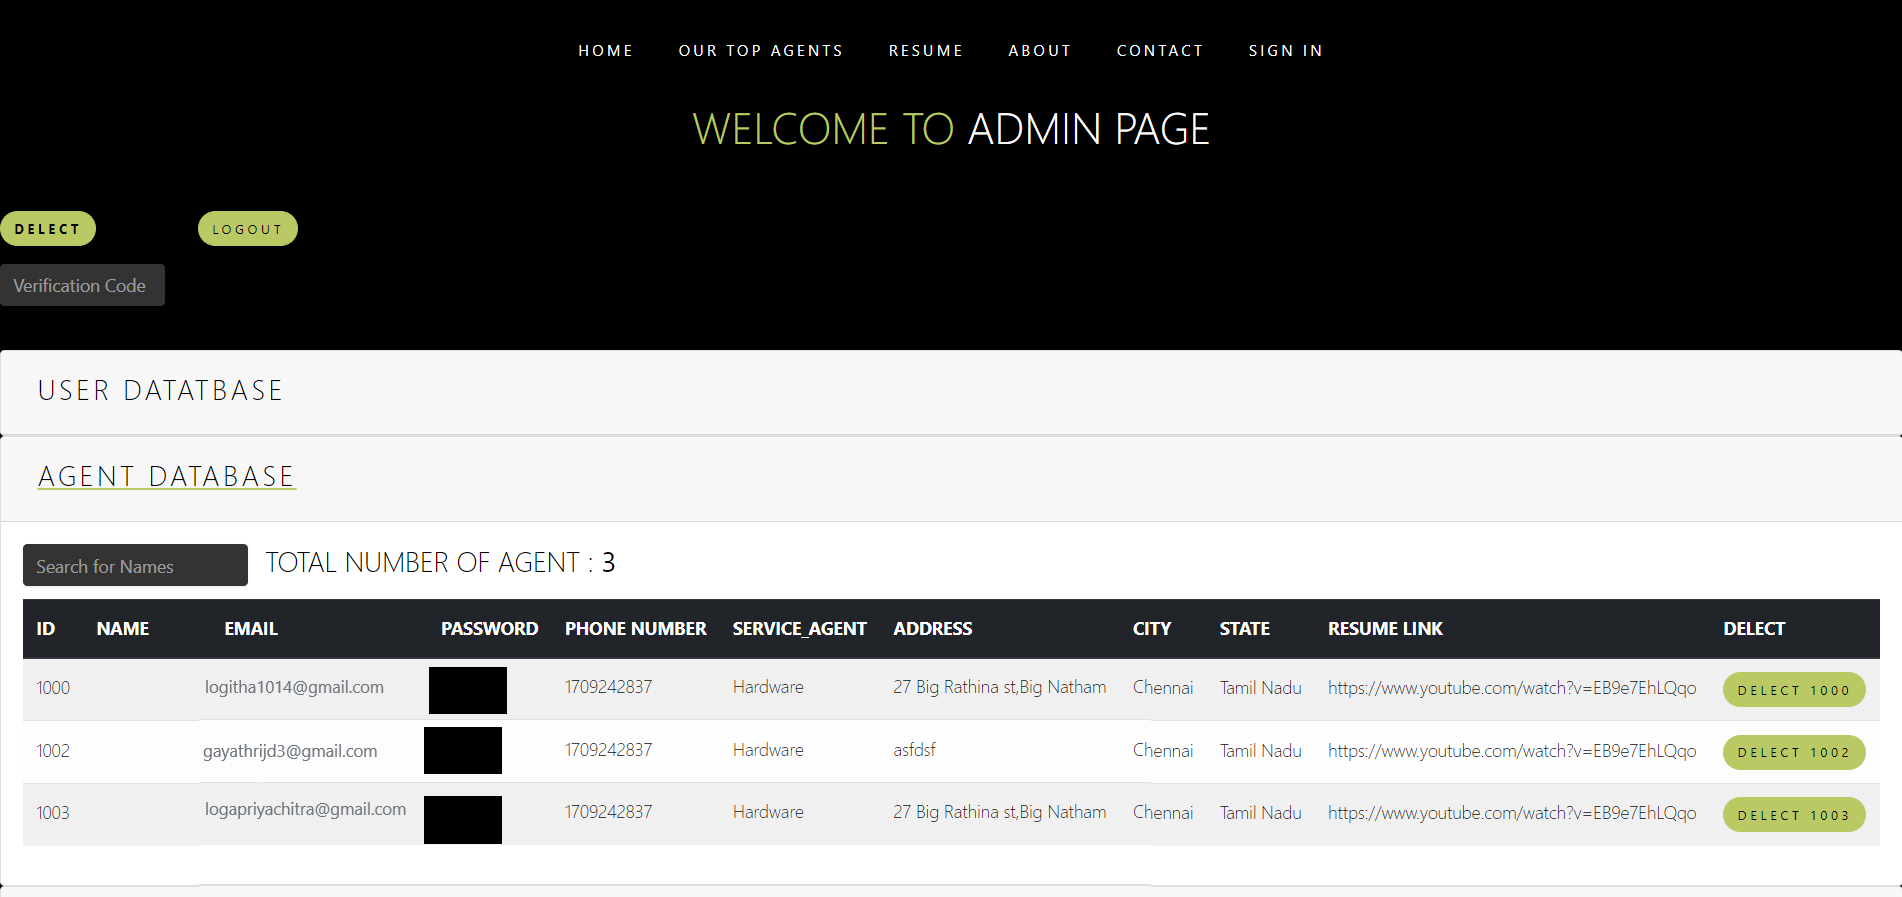 HOME OUR TOP AGENTS RESUME ABOUT CONTACT SIGN IN
WELCOME TO ADMIN PAGE
DELECT LOGOUT
Verification Code
USER DATATBASE
AGENT DATABASE
Search for Names TOTAL NUMBER OF AGENT : 3
ID NAME EMAIL PASSWORD PHONE NUMBER SERVICE_AGENT ADDRESS CITY STATE RESUME LINK DELECT
1000 logitha1014@gmail.com 1709242837 Hardware 27 Big Rathina st,Big Natham Chennai Tamil Nadu https://www.youtube.com/watch?v=EB9e7EhLQqo DELECT 1000
1002 gayathrijd3@gmail.com 1709242837 Hardware asfdsf Chennai Tamil Nadu https://www.youtube.com/watch?v=EB9e7EhLQqo DELECT 1002
1003 logapriyachitra@gmail.com 1709242837 Hardware 27 Big Rathina st,Big Natham Chennai Tamil Nadu https://www.youtube.com/watch?v=EB9e7EhLQqo DELECT 1003